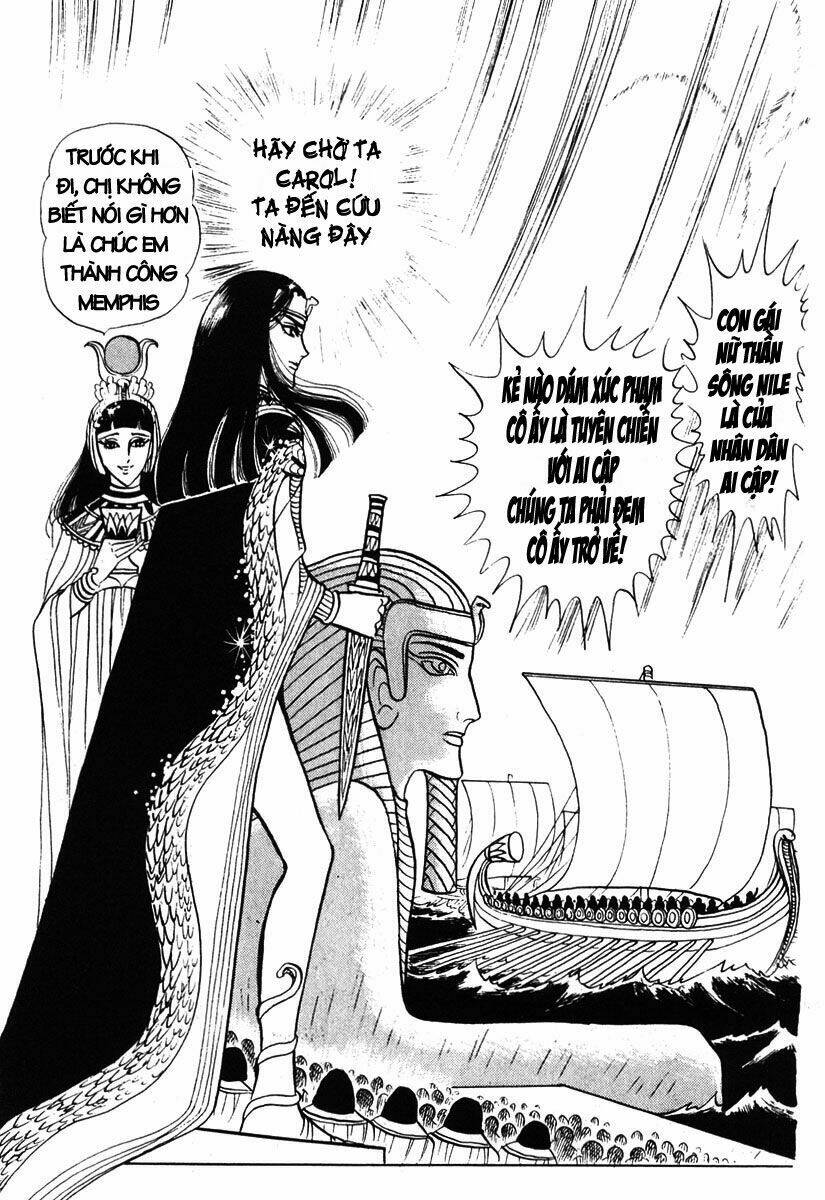 TRƯỚC KHI
ĐI, CHỊ KHÔNG
BIẾT NÓI GÌ HƠN
LÀ CHÚC EM
THÀNH CÔNG
MEMPHIS
HÃY CHỜ TA
CAROL!
TA ĐẾN CỨU
NÀNG ĐÂY
KẺ NÀO DÁM XÚC PHẠM
CÔ ẤY LÀ TUYÊN CHIẾN
VỚI AI CẬP
CHÚNG TA PHẢI ĐEM
CÔ ẤY TRỞ VỀ!
CON GÁI
NỮ THẦN
SÔNG NILE
LÀ CỦA
NHÂN DÂN
AI CẬP!